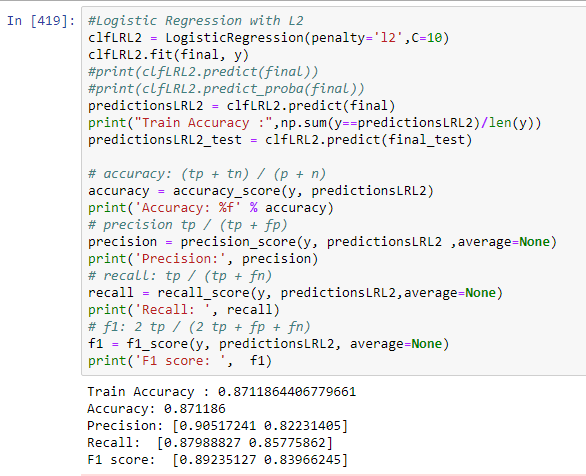 In [419]: #Logistic Regression with L2
clfLRL2 = LogisticRegression(penalty='l2',C=10)
clfLRL2.fit(final, y)
#print(clfLRL2.predict(final))
#print(clfLRL2.predict_proba(final))
predictionsLRL2 = clfLRL2.predict(final)
print("Train Accuracy :",np.sum(y==predictionsLRL2)/len(y))
predictionsLRL2_test = clfLRL2.predict(final_test)
# accuracy: (tp + tn) / (p + n)
accuracy = accuracy_score(y, predictionsLRL2)
print('Accuracy: %f' % accuracy)
# precision tp / (tp + fp)
precision = precision_score(y, predictionsLRL2 ,average=None)
print('Precision:', precision)
# recall: tp / (tp + fn)
recall = recall_score(y, predictionsLRL2,average=None)
print('Recall: ', recall)
# f1: 2 tp / (2 tp + fp + fn)
f1 = f1_score(y, predictionsLRL2, average=None)
print('F1 score: ',  f1)
Train Accuracy : 0.8711864406779661
Accuracy: 0.871186
Precision: [0.90517241 0.82231405]
Recall:  [0.87988827 0.85775862]
F1 score:  [0.89235127 0.83966245]